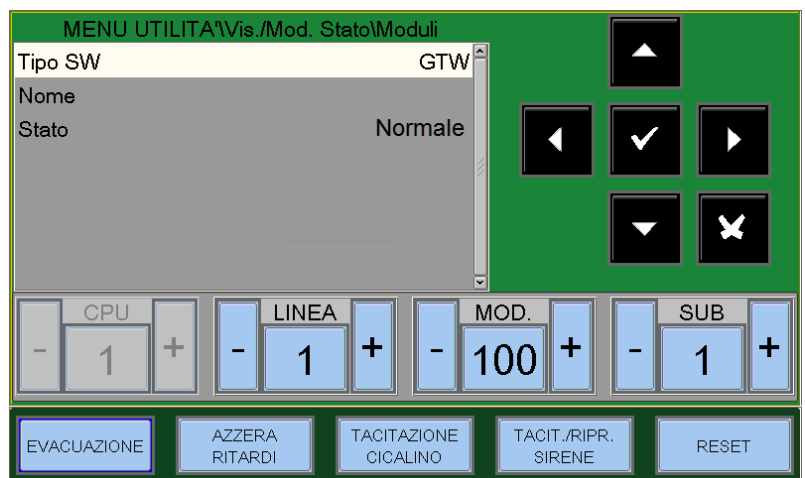 MENU UTILITA'\Vis./Mod. Stato\Moduli
Tipo SW GTW
Nome
Stato Normale
CPU LINEA MOD. SUB
- 1 + - 1 + - 100 + - 1 +
EVACUAZIONE AZZERA RITARDI TACITAZIONE CICALINO TACIT./RIPR. SIRENE RESET